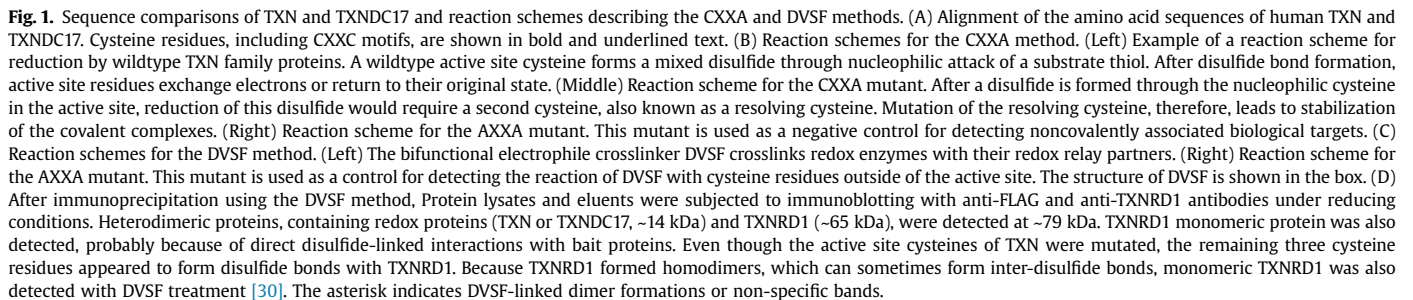 Fig. 1. Sequence comparisons of TXN and TXNDC17 and reaction schemes describing the CXXA and DVSF methods. (A) Alignment of the amino acid sequences of human TXN and
TXNDC17. Cysteine residues, including CXXC motifs, are shown in bold and underlined text. (B) Reaction schemes for the CXXA method. (Left) Example of a reaction scheme for
reduction by wildtype TXN family proteins. A wildtype active site cysteine forms a mixed disulfide through nucleophilic attack of a substrate thiol. After disulfide bond formation,
active site residues exchange electrons or return to their original state. (Middle) Reaction scheme for the CXXA mutant. After a disulfide is formed through the nucleophilic cysteine
in the active site, reduction of this disulfide would require a second cysteine, also known as a resolving cysteine. Mutation of the resolving cysteine, therefore, leads to stabilization
of the covalent complexes. (Right) Reaction scheme for the AXXA mutant. This mutant is used as a negative control for detecting noncovalently associated biological targets. (C)
Reaction schemes for the DVSF method. (Left) The bifunctional electrophile crosslinker DVSF crosslinks redox enzymes with their redox relay partners. (Right) Reaction scheme for
the AXXA mutant. This mutant is used as a control for detecting the reaction of DVSF with cysteine residues outside of the active site. The structure of DVSF is shown in the box. (D)
After immunoprecipitation using the DVSF method, Protein lysates and eluents were subjected to immunoblotting with anti-FLAG and anti-TXNRD1 antibodies under reducing
conditions. Heterodimeric proteins, containing redox proteins (TXN or TXNDC17, ~14 kDa) and TXNRD1 (~65 kDa), were detected at ~79 kDa. TXNRD1 monomeric protein was also
detected, probably because of direct disulfide-linked interactions with bait proteins. Even though the active site cysteines of TXN were mutated, the remaining three cysteine
residues appeared to form disulfide bonds with TXNRD1. Because TXNRD1 formed homodimers, which can sometimes form inter-disulfide bonds, monomeric TXNRD1 was also
detected with DVSF treatment [30]. The asterisk indicates DVSF-linked dimer formations or non-specific bands.